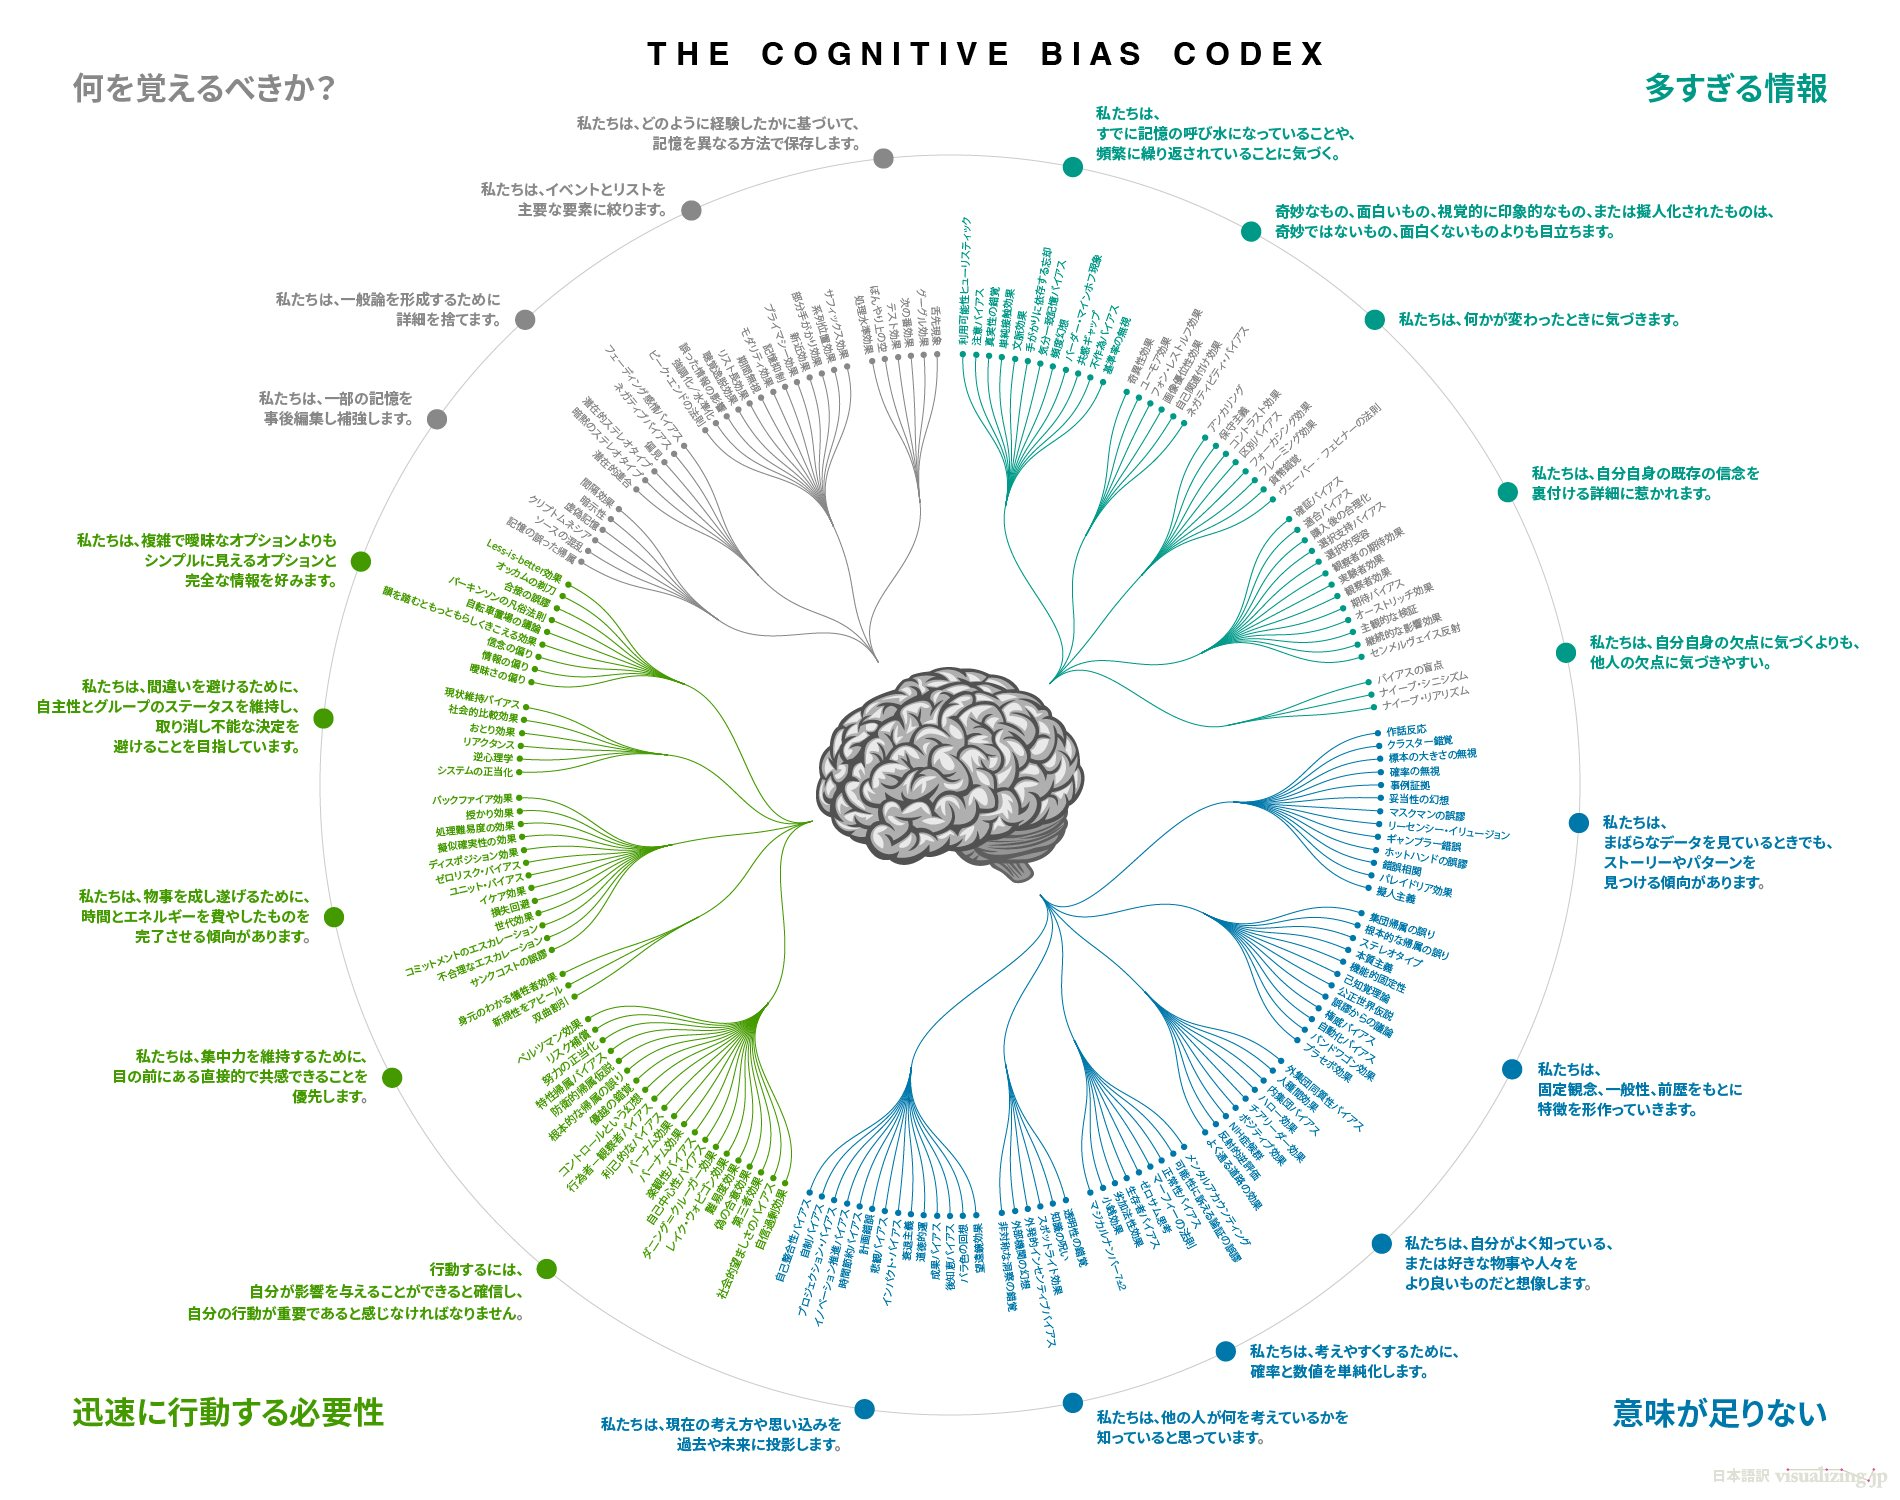 THE COGNITIVE BIAS CODEX
何を覚えるべきか？
多すぎる情報
私たちは、どのように経験したかに基づいて、
記憶を異なる方法で保存します。
私たちは、イベントとリストを
主要な要素に絞ります。
私たちは、一般論を形成するために
詳細を捨てます。
私たちは、一部の記憶を
事後編集し補強します。
私たちは、
すでに記憶の呼び水になっていることや、
頻繁に繰り返されていることに気づく。
奇妙なもの、面白いもの、視覚的に印象的なもの、または擬人化されたものは、
奇妙ではないもの、面白くないものよりも目立ちます。
私たちは、何かが変わったときに気づきます。
私たちは、自分自身の既存の信念を
裏付ける詳細に惹かれます。
私たちは、自分自身の欠点に気づくよりも、
他人の欠点に気づきやすい。
利用可能性ヒューリスティック
注意バイアス
真実性の錯覚
単純接触効果
文脈効果
手がかりに依存する忘却
気分一致記憶バイアス
頻度幻想
バーダー・マインホフ現象
共感ギャップ
不作為バイアス
基準率の無視
奇異性効果
ユーモア効果
フォン・レストルフ効果
画像優位性効果
自己関連付け効果
ネガティビティ・バイアス
アンカリング
保守主義
コントラスト効果
区別バイアス
フォーカシング効果
フレーミング効果
貨幣錯覚
ヴェーバー‐フェヒナーの法則
確証バイアス
適合バイアス
購入後の合理化
選択支持バイアス
選択的受容
観察者の期待効果
実験者効果
観察者効果
期待バイアス
オーストリッチ効果
主観的な検証
継続的な影響効果
センメルヴェイス反射
バイアスの盲点
ナイーブ・シニシズム
ナイーブ・リアリズム
作話反応
クラスター錯覚
標本の大きさの無視
確率の無視
事例証拠
妥当性の幻想
マスクマンの誤謬
リーセンシー・イリュージョン
ギャンブラー錯誤
ホットハンドの誤謬
錯誤相関
パレイドリア効果
擬人主義
私たちは、
まばらなデータを見ているときでも、
ストーリーやパターンを
見つける傾向があります。
集団帰属の誤り
根本的な帰属の誤り
ステレオタイプ
本質主義
機能的固定性
己知覚理論
公正世界仮説
誤謬からの議論
権威バイアス
自動化バイアス
バンドワゴン効果
プラセボ効果
私たちは、
固定観念、一般性、前歴をもとに
特徴を形作っていきます。
外集団同質性バイアス
人種間効果
内集団バイアス
ハロー効果
チアリーダー効果
ポジティブ効果
NIH症候群
反射的逆評価
よく通る道路の効果
私たちは、自分がよく知っている、
または好きな物事や人々を
より良いものだと想像します。
メンタルアカウンティング
可能性に訴える論証の誤謬
正常性バイアス
マーフィーの法則
ゼロサム思考
生存者バイアス
劣加法性効果
小銭効果
マジカルナンバー7±2
私たちは、考えやすくするために、
確率と数値を単純化します。
透明性の錯覚
知識の呪い
スポットライト効果
外発的インセンティブバイアス
外部機関の幻想
非対称な洞察の錯覚
私たちは、他の人が何を考えているかを
知っていると思っています。
望遠鏡効果
バラ色の回想
後知恵バイアス
成果バイアス
道徳的運
衰退主義
インパクト・バイアス
悲観バイアス
計画錯誤
時間節約バイアス
イノベーション推進バイアス
プロジェクション・バイアス
自制バイアス
自己整合性バイアス
私たちは、現在の考え方や思い込みを
過去や未来に投影します。
意味が足りない
自信過剰効果
社会的望ましさのバイアス
第三者効果
偽の合意効果
難易度効果
レイク・ウォビゴン効果
ダニング=クルーガー効果
自己中心性バイアス
楽観性バイアス
バーナム効果
バーナム効果
利己的なバイアス
行為者－観察者バイアス
コントロールという幻想
優越の錯覚
根本的な帰属の誤り
防衛的帰属仮説
特性帰属バイアス
努力の正当化
リスク補償
ペルツマン効果
行動するには、
自分が影響を与えることができると確信し、
自分の行動が重要であると感じなければなりません。
双曲割引
新規性をアピール
身元のわかる犠牲者効果
私たちは、集中力を維持するために、
目の前にある直接的で共感できることを
優先します。
サンクコストの誤謬
不合理なエスカレーション
コミットメントのエスカレーション
世代効果
損失回避
イケア効果
ユニット・バイアス
ゼロリスク・バイアス
ディスポジション効果
擬似確実性の効果
処理難易度の効果
授かり効果
バックファイア効果
私たちは、物事を成し遂げるために、
時間とエネルギーを費やしたものを
完了させる傾向があります。
システムの正当化
逆心理学
リアクタンス
おとり効果
社会的比較効果
現状維持バイアス
私たちは、間違いを避けるために、
自主性とグループのステータスを維持し、
取り消し不能な決定を
避けることを目指しています。
曖昧さの偏り
情報の偏り
信念の偏り
韻を踏むともっともらしくきこえる効果
自転車置場の議論
パーキンソンの凡俗法則
合接の誤謬
オッカムの剃刀
Less-is-better効果
私たちは、複雑で曖昧なオプションよりも
シンプルに見えるオプションと
完全な情報を好みます。
迅速に行動する必要性
記憶の誤った帰属
ソースの混乱
クリプトムネシア
虚偽記憶
暗示性
間隔効果
潜在的連合
暗黙のステレオタイプ
潜在的ステレオタイプ
偏見
ネガティブバイアス
フェーディング感情バイアス
ピーク・エンドの法則
強調化／水準化
誤った情報の影響
聴覚逸脱効果
リスト長効果
期間無視
モダリティ効果
記憶抑制
プライマシー効果
新近効果
部分手がかり効果
系列位置効果
サフィックス効果
処理水準効果
ぼんやり上の空
テスト効果
次の番効果
グーグル効果
舌先現象
日本語訳 visualizing.jp